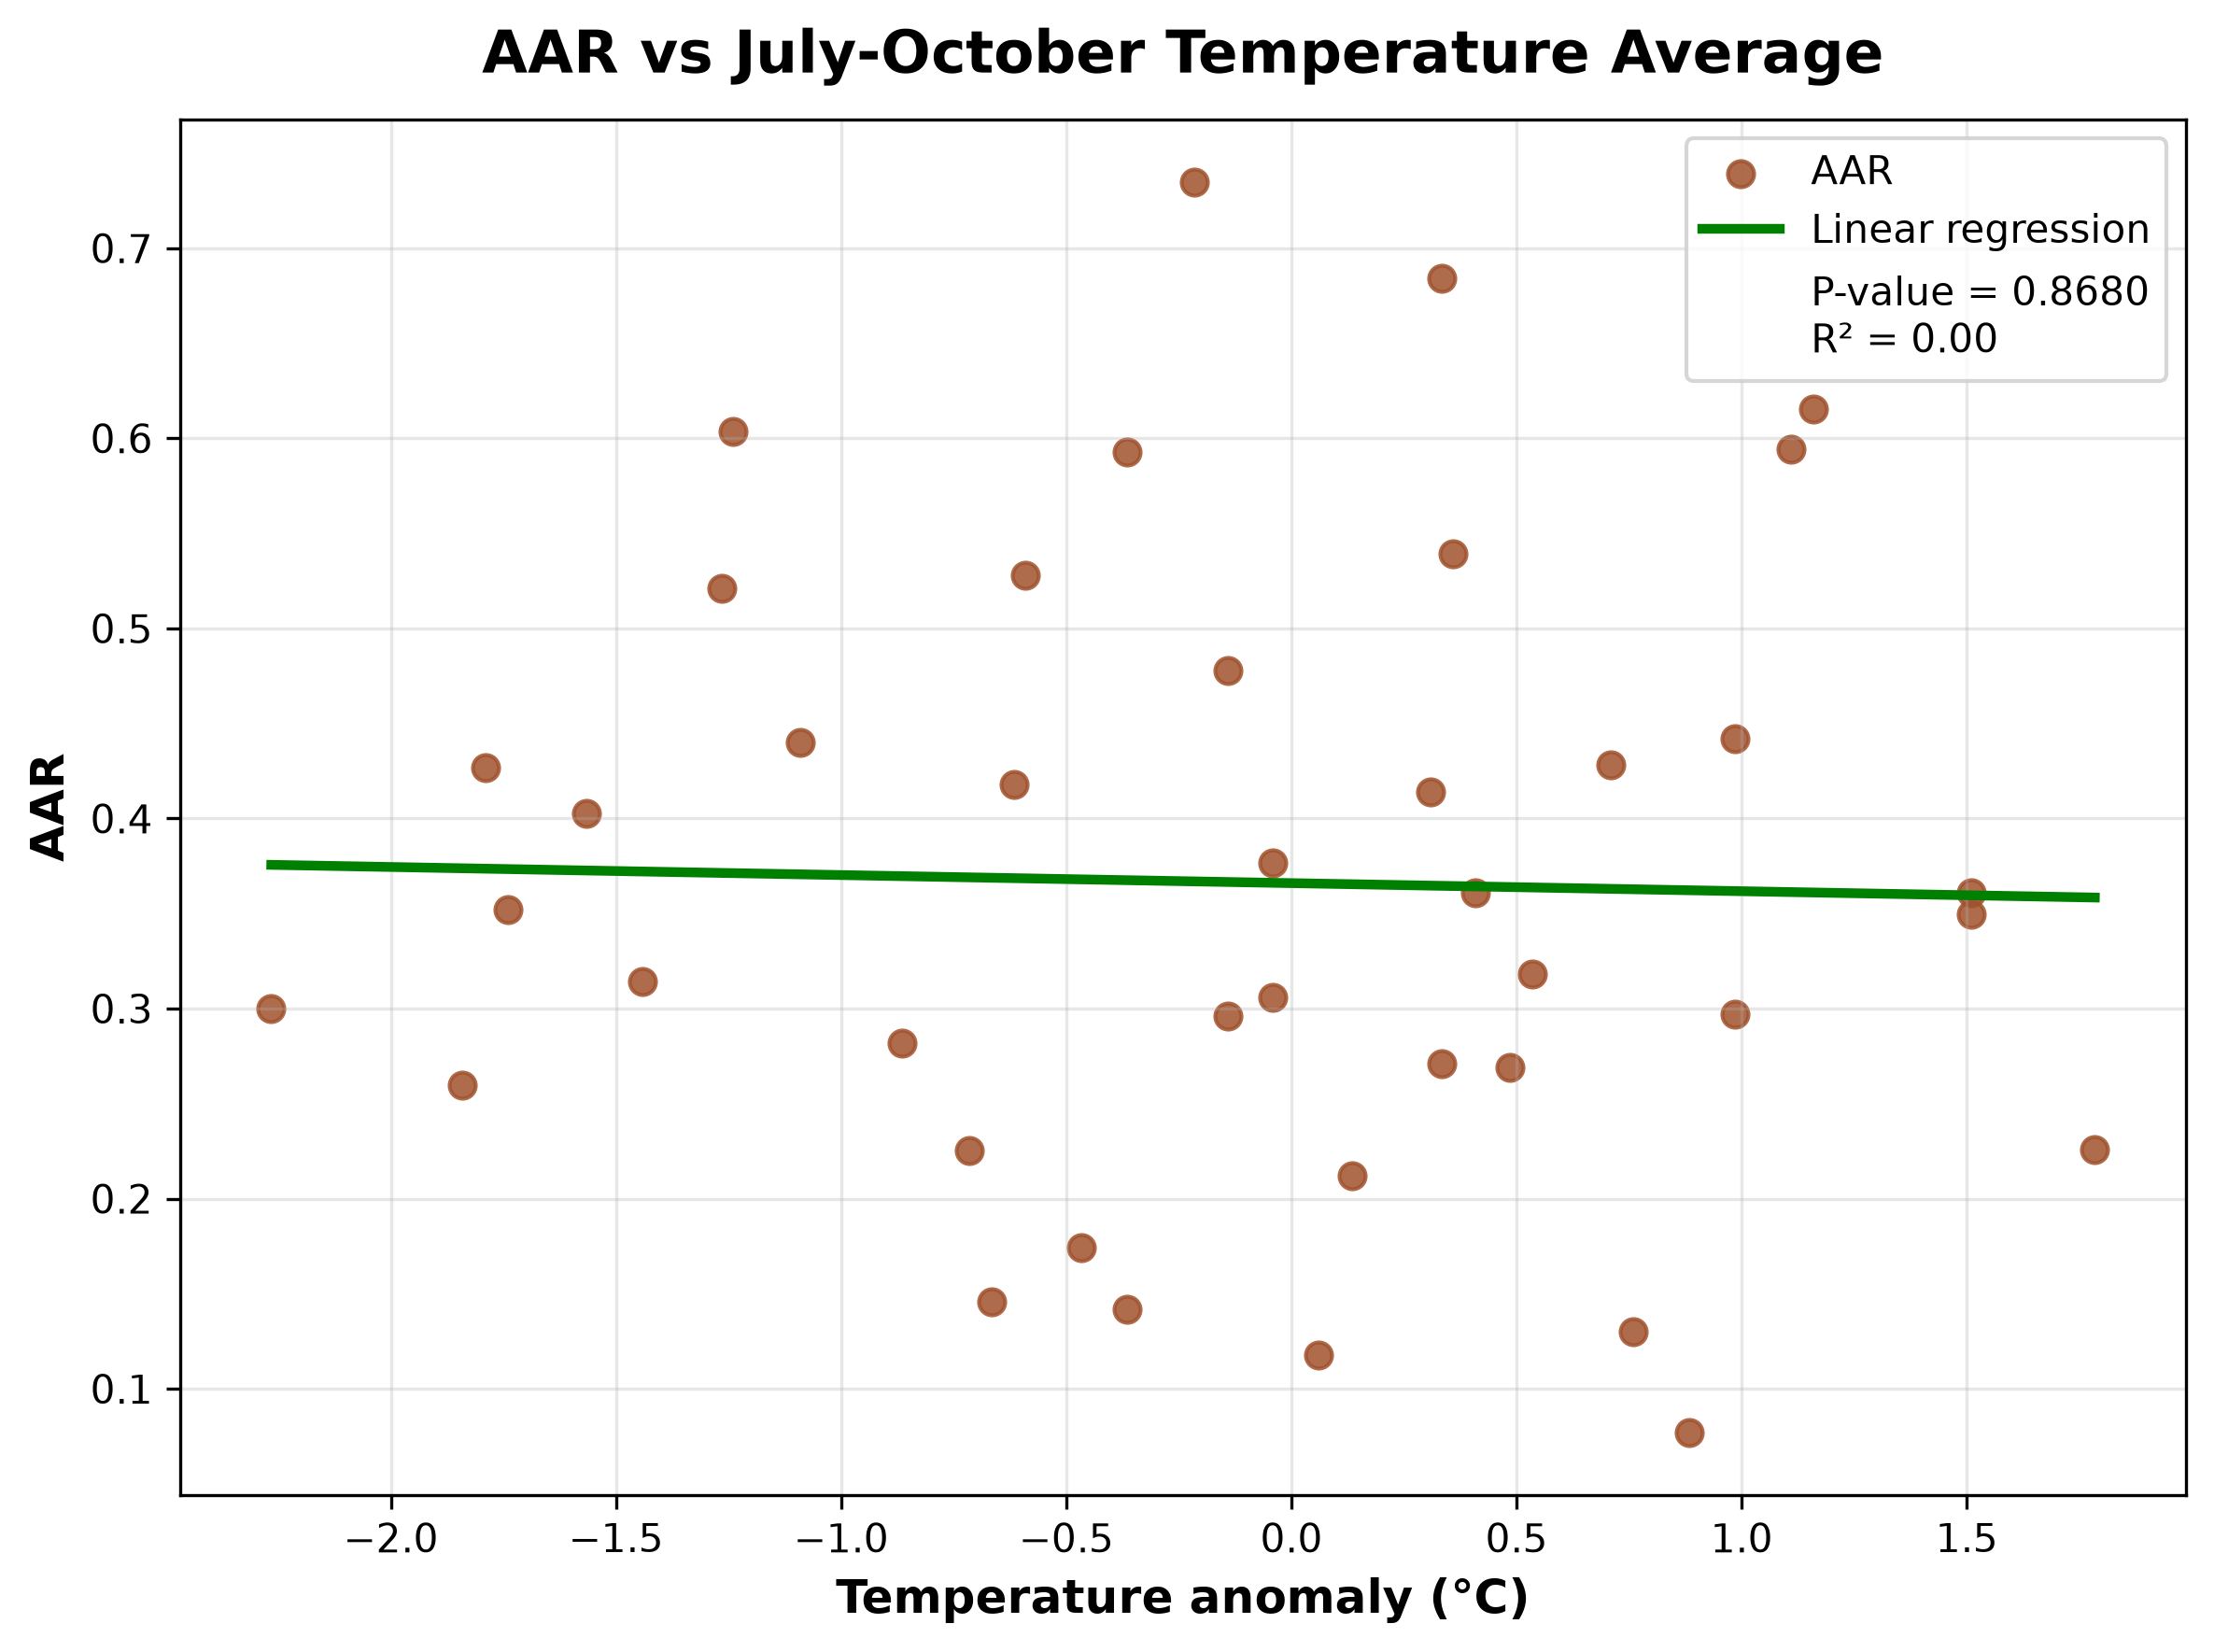 AAR vs July-October Temperature Average
AAR
Linear regression
P-value = 0.8680
R² = 0.00
AAR
0.7
0.6
0.5
0.4
0.3
0.2
0.1
−2.0 −1.5 −1.0 −0.5 0.0 0.5 1.0 1.5
Temperature anomaly (°C)